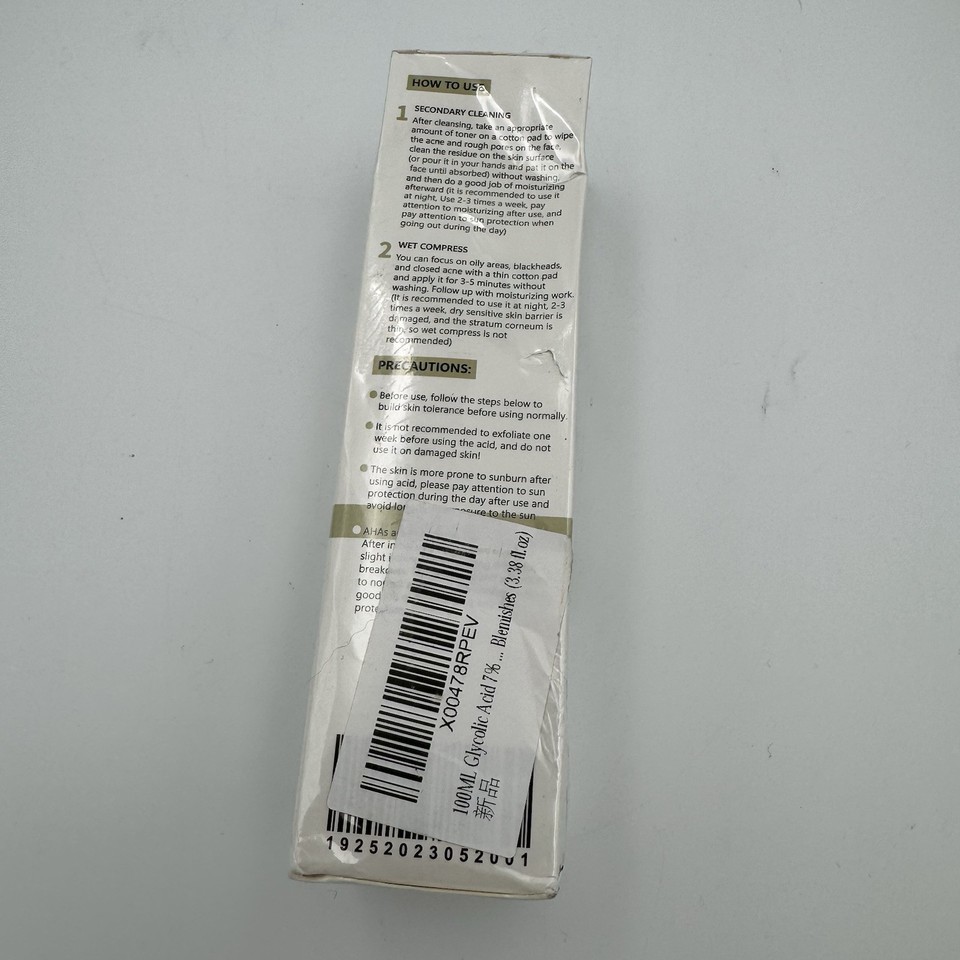 HOW TO USE
1 SECONDARY CLEANING
After cleansing, take an appropriate
amount of toner on a cotton pad to wipe
the acne and rough pores on the face,
clean the residue on the skin surface
(or pour it in your hands and pat it on the
face until absorbed) without washing,
and then do a good job of moisturizing
afterward (it is recommended to use it
at night, Use 2-3 times a week, pay
attention to moisturizing after use, and
pay attention to sun protection when
going out during the day)
2 WET COMPRESS
You can focus on oily areas, blackheads,
and closed acne with a thin cotton pad
and apply it for 3-5 minutes without
washing. Follow up with moisturizing work.
(It is recommended to use it at night, 2-3
times a week, dry sensitive skin barrier is
damaged, and the stratum corneum is
thin, so wet compress is not
recommended)
PRECAUTIONS:
Before use, follow the steps below to
build skin tolerance before using normally.
It is not recommended to exfoliate one
week before using the acid, and do not
use it on damaged skin!
The skin is more prone to sunburn after
using acid, please pay attention to sun
protection during the day after use and
to the sun
AHAs
After
slight
to
good
X00478RPEV
100ML Glycolic Acid 7% ... Blemishes (3.38 fl.oz)
新品
19252023052001